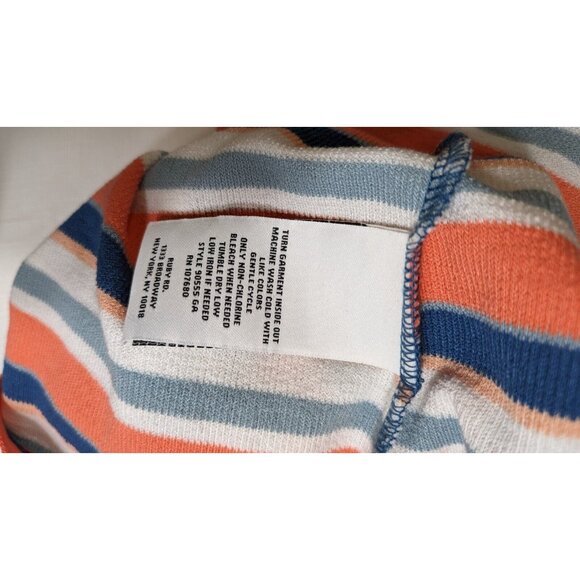 TURN GARMENT INSIDE OUT
MACHINE WASH COLD WITH
LIKE COLORS
GENTLE CYCLE
ONLY NON-CHLORINE
BLEACH WHEN NEEDED
TUMBLE DRY LOW
LOW IRON IF NEEDED
STYLE 90555 GA
RN 107680
RUBY RD.
1333 BROADWAY
NEW YORK, NY 10018